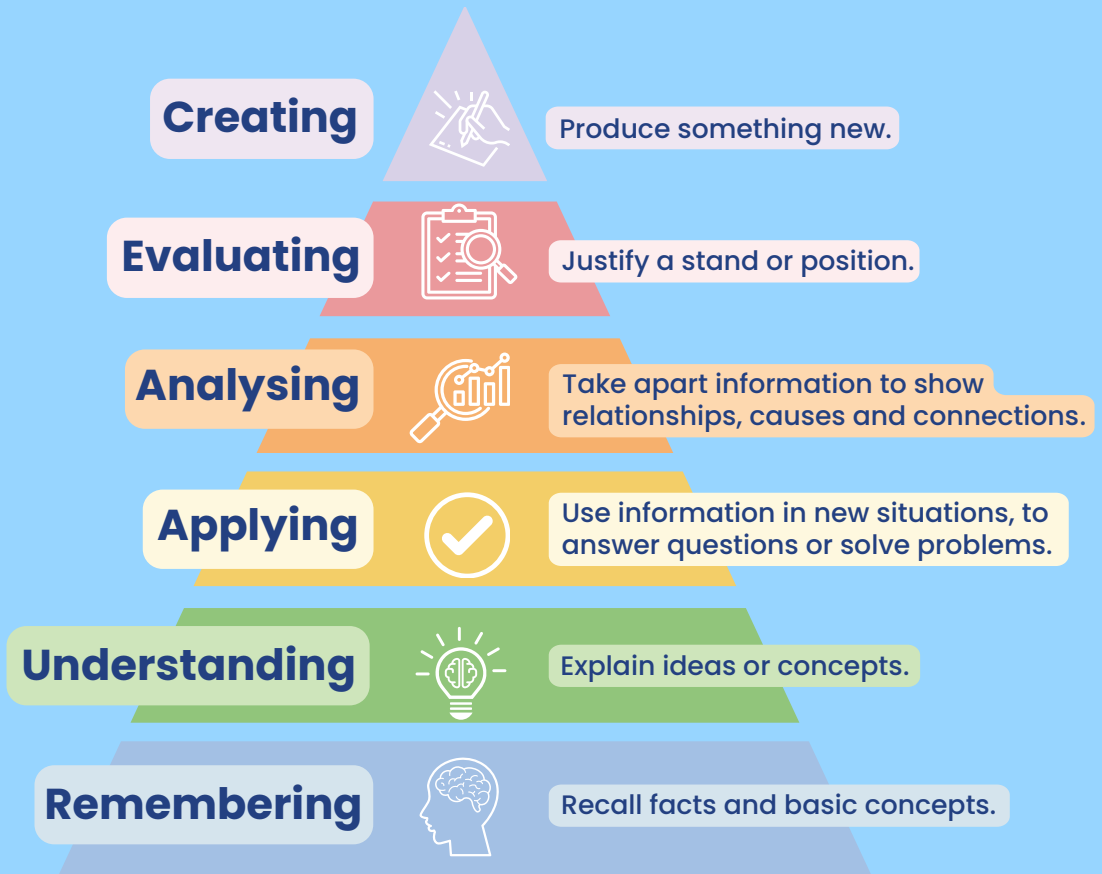 Creating
Produce something new.
Evaluating
Justify a stand or position.
Analysing
Take apart information to show
relationships, causes and connections.
Applying
Use information in new situations, to
answer questions or solve problems.
Understanding
Explain ideas or concepts.
Remembering
Recall facts and basic concepts.